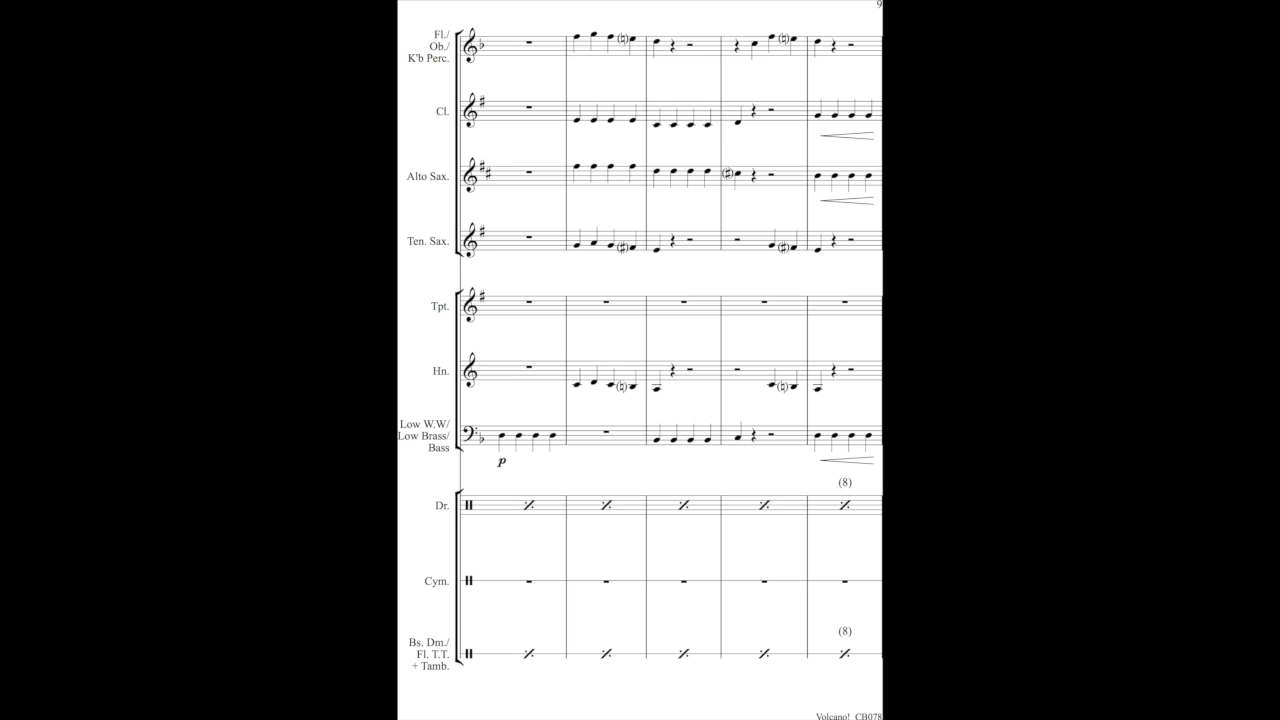 9
Fl./
Ob./
K'b Perc.
Cl.
Alto Sax.
Ten. Sax.
Tpt.
Hn.
Low W.W/
Low Brass/
Bass
p
(8)
Dr.
Cym.
(8)
Bs. Dm./
Fl. T.T.
+ Tamb.
Volcano! CB078